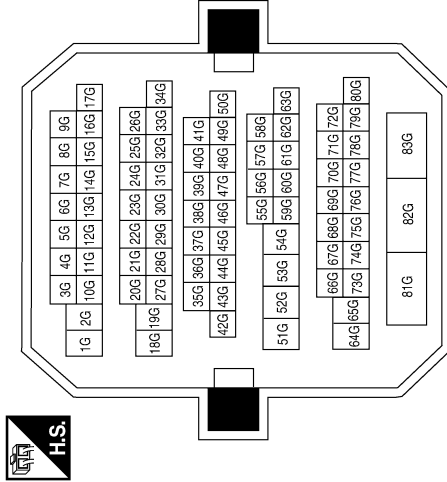 H.S.
3G 4G 5G 6G 7G 8G 9G
1G 2G 10G 11G 12G 13G 14G 15G 16G 17G
20G 21G 22G 23G 24G 25G 26G
18G 19G 27G 28G 29G 30G 31G 32G 33G 34G
35G 36G 37G 38G 39G 40G 41G
42G 43G 44G 45G 46G 47G 48G 49G 50G
55G 56G 57G 58G
51G 52G 53G 54G 59G 60G 61G 62G 63G
66G 67G 68G 69G 70G 71G 72G
64G 65G 73G 74G 75G 76G 77G 78G 79G 80G
81G 82G 83G